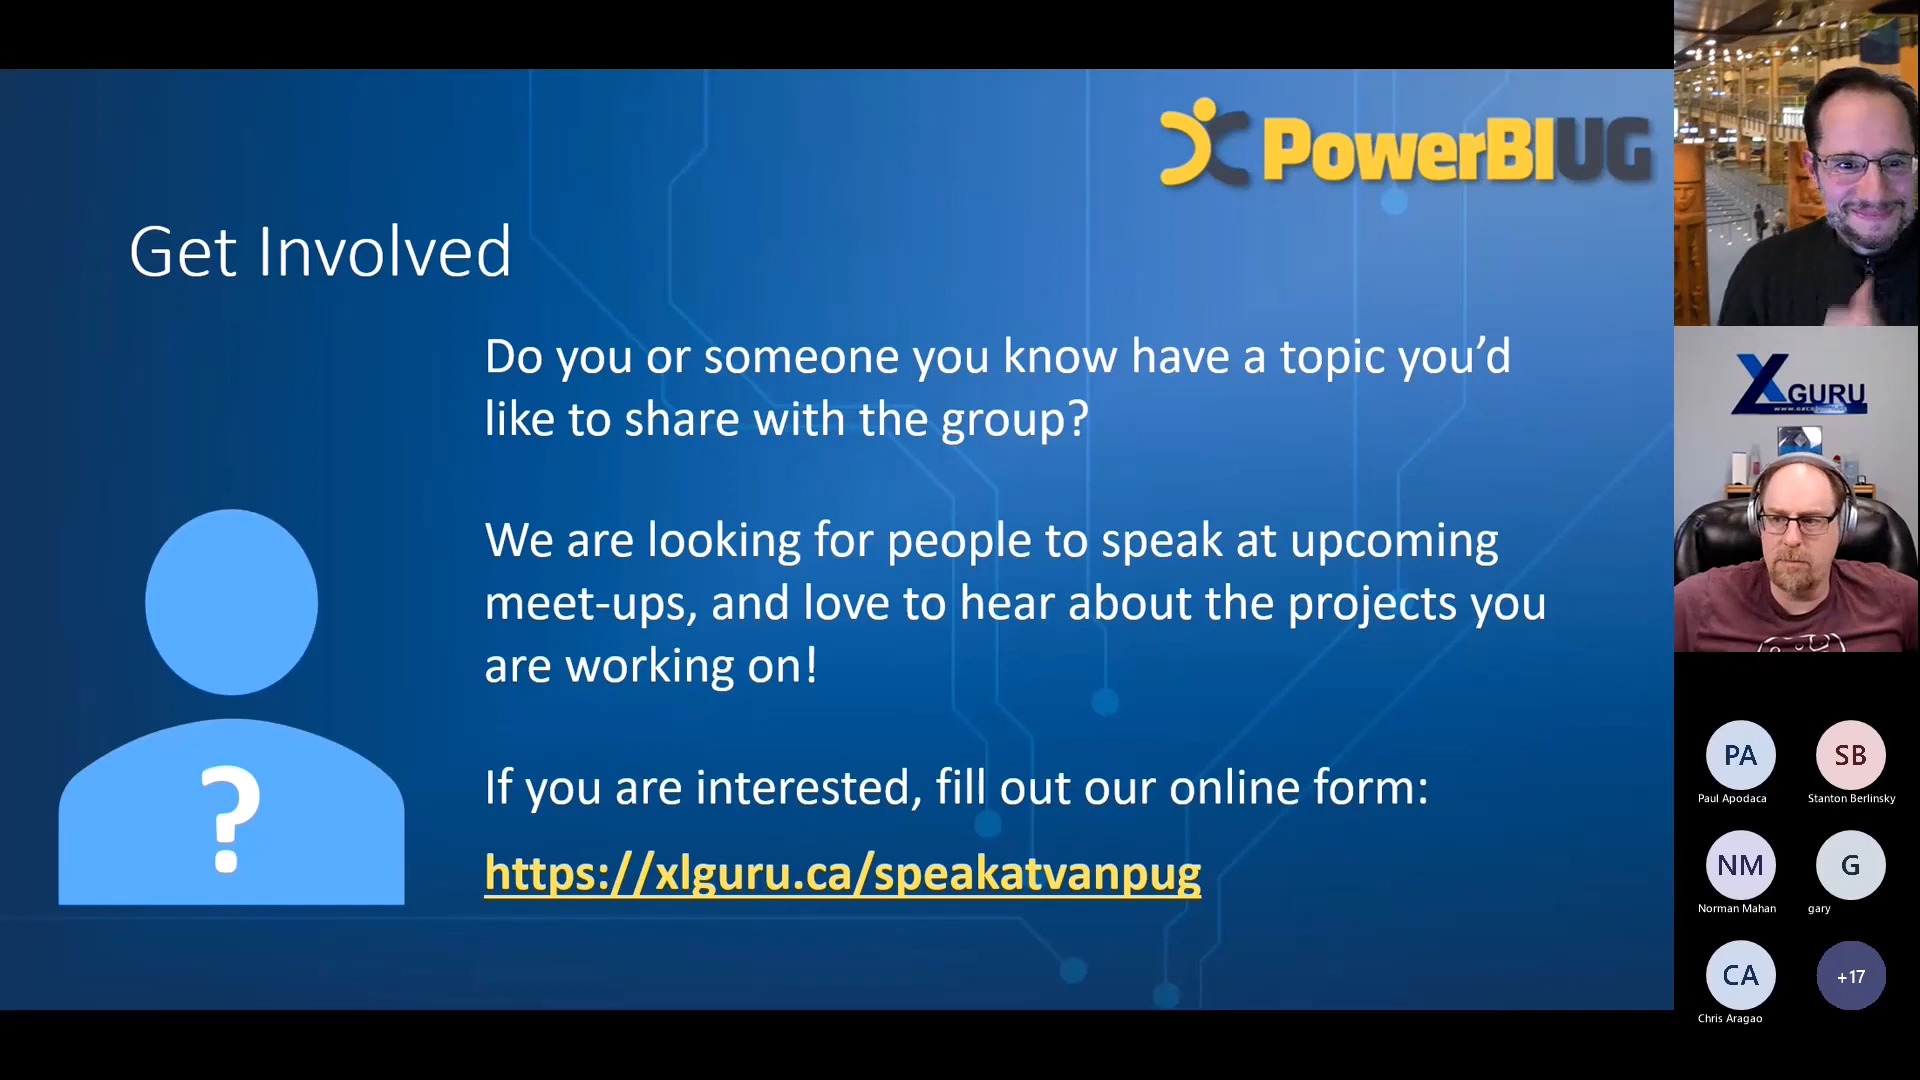 PowerBIUG
Get Involved
Do you or someone you know have a topic you’d
like to share with the group?
We are looking for people to speak at upcoming
meet-ups, and love to hear about the projects you
are working on!
If you are interested, fill out our online form:
https://xlguru.ca/speakatvanpug
?
XGURU
PA
Paul Apodaca
SB
Stanton Berlinsky
NM
Norman Mahan
G
gary
CA
Chris Aragao
+17